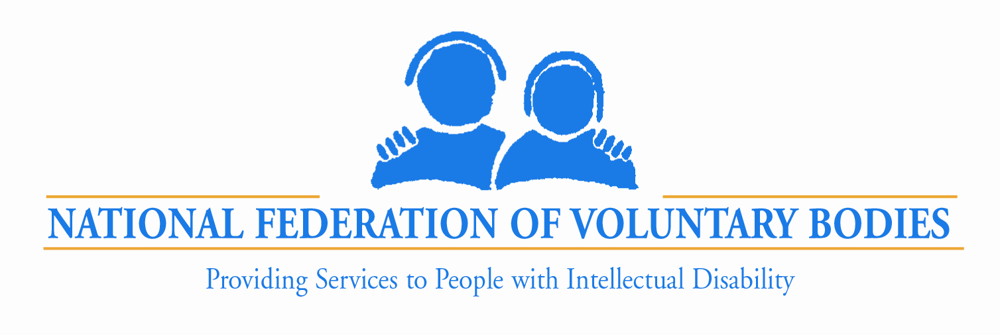 NATIONAL FEDERATION OF VOLUNTARY BODIES
Providing Services to People with Intellectual Disability